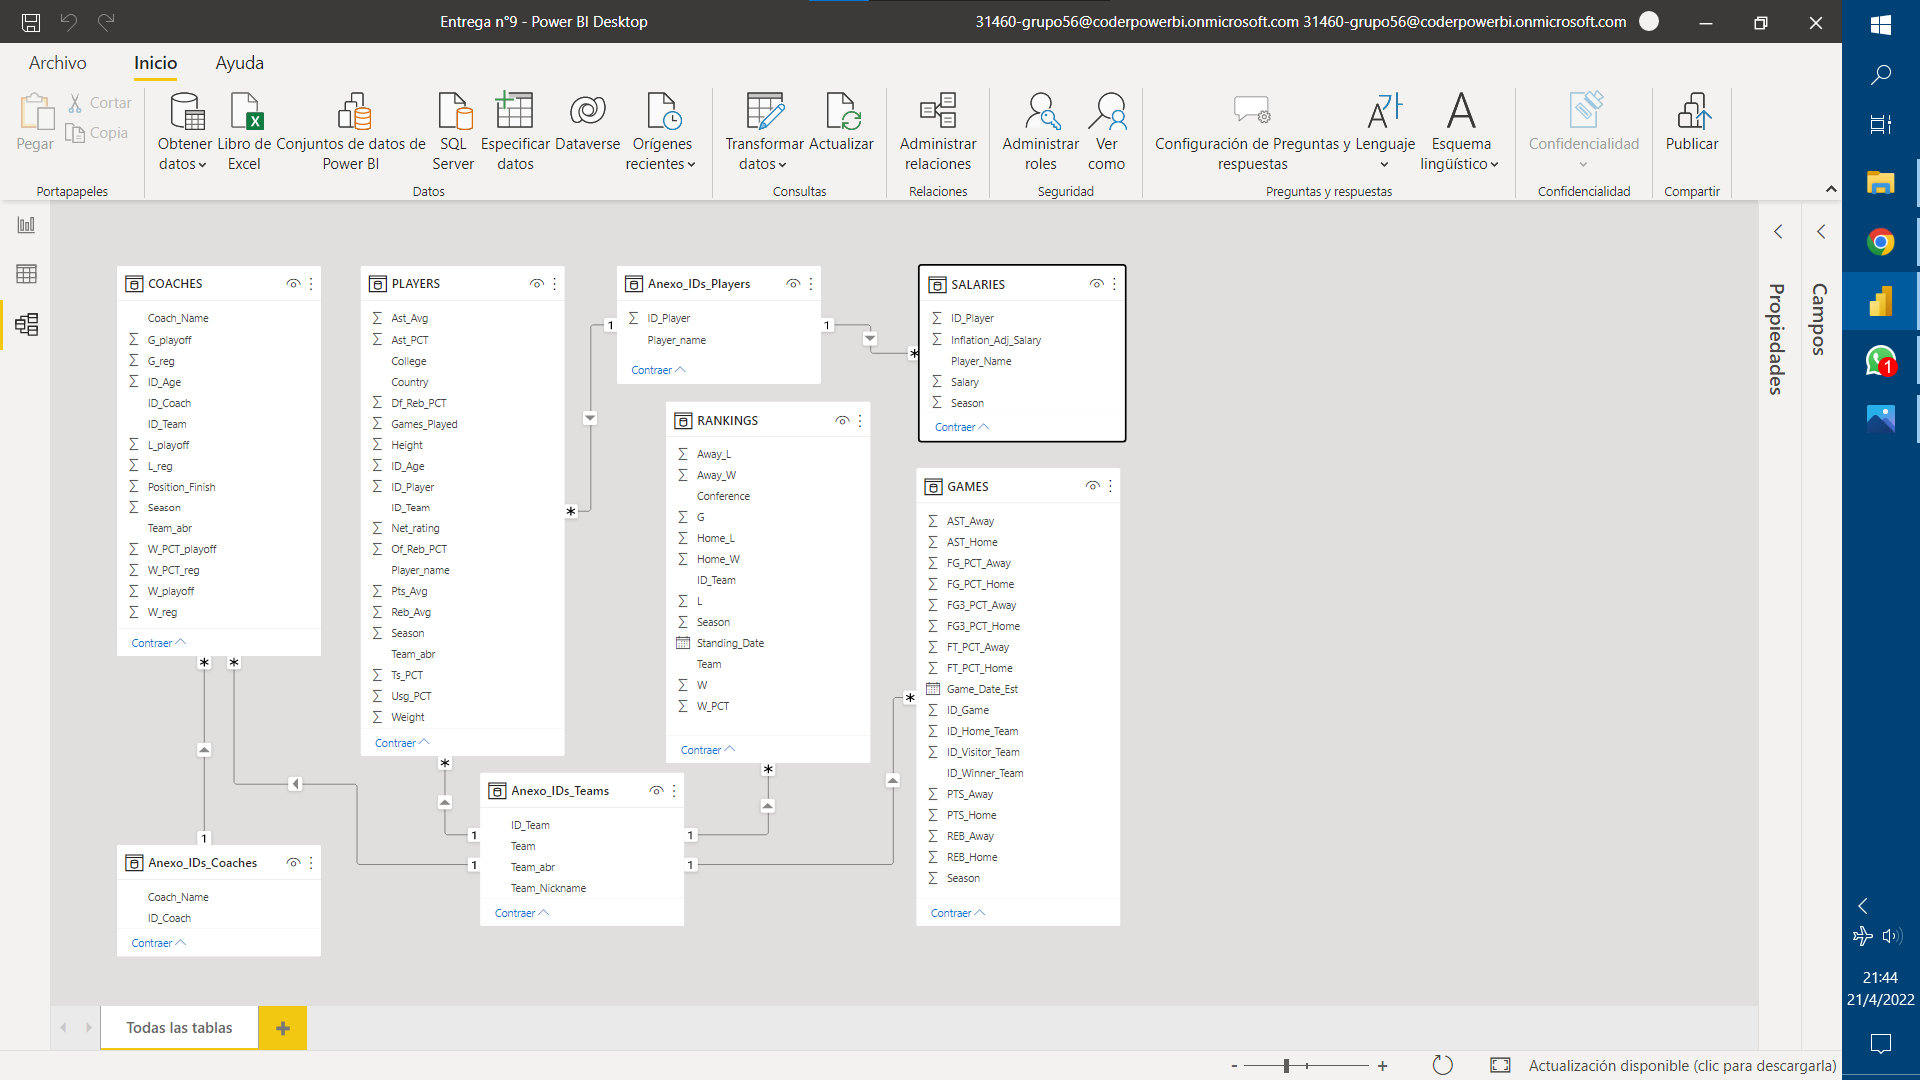 Entrega n°9 - Power BI Desktop
31460-grupo56@coderpowerbi.onmicrosoft.com 31460-grupo56@coderpowerbi.onmicrosoft.com
Archivo
Inicio
Ayuda
Pegar
Cortar
Copia
Portapapeles
Obtener
datos
Libro de
Excel
Conjuntos de datos de
Power BI
SQL
Server
Especificar
datos
Dataverse
Orígenes
recientes
Datos
Transformar
datos
Actualizar
Consultas
Administrar
relaciones
Relaciones
Administrar
roles
Ver
como
Seguridad
Configuración de Preguntas y
respuestas
Lenguaje
Esquema
lingüístico
Preguntas y respuestas
Confidencialidad
Confidencialidad
Publicar
Compartir
COACHES
Coach_Name
G_playoff
G_reg
ID_Age
ID_Coach
ID_Team
L_playoff
L_reg
Position_Finish
Season
Team_abr
W_PCT_playoff
W_PCT_reg
W_playoff
W_reg
Contraer
PLAYERS
Ast_Avg
Ast_PCT
College
Country
Df_Reb_PCT
Games_Played
Height
ID_Age
ID_Player
ID_Team
Net_rating
Of_Reb_PCT
Player_name
Pts_Avg
Reb_Avg
Season
Team_abr
Ts_PCT
Usg_PCT
Weight
Contraer
Anexo_IDs_Players
ID_Player
Player_name
Contraer
SALARIES
ID_Player
Inflation_Adj_Salary
Player_Name
Salary
Season
Contraer
RANKINGS
Away_L
Away_W
Conference
G
Home_L
Home_W
ID_Team
L
Season
Standing_Date
Team
W
W_PCT
Contraer
GAMES
AST_Away
AST_Home
FG_PCT_Away
FG_PCT_Home
FG3_PCT_Away
FG3_PCT_Home
FT_PCT_Away
FT_PCT_Home
Game_Date_Est
ID_Game
ID_Home_Team
ID_Visitor_Team
ID_Winner_Team
PTS_Away
PTS_Home
REB_Away
REB_Home
Season
Contraer
Anexo_IDs_Teams
ID_Team
Team
Team_abr
Team_Nickname
Contraer
Anexo_IDs_Coaches
Coach_Name
ID_Coach
Contraer
1
*
1
*
*
*
1
*
1
1
*
1
1
*
Propiedades
Campos
1
21:44
21/4/2022
Todas las tablas
+
- +
Actualización disponible (clic para descargarla)